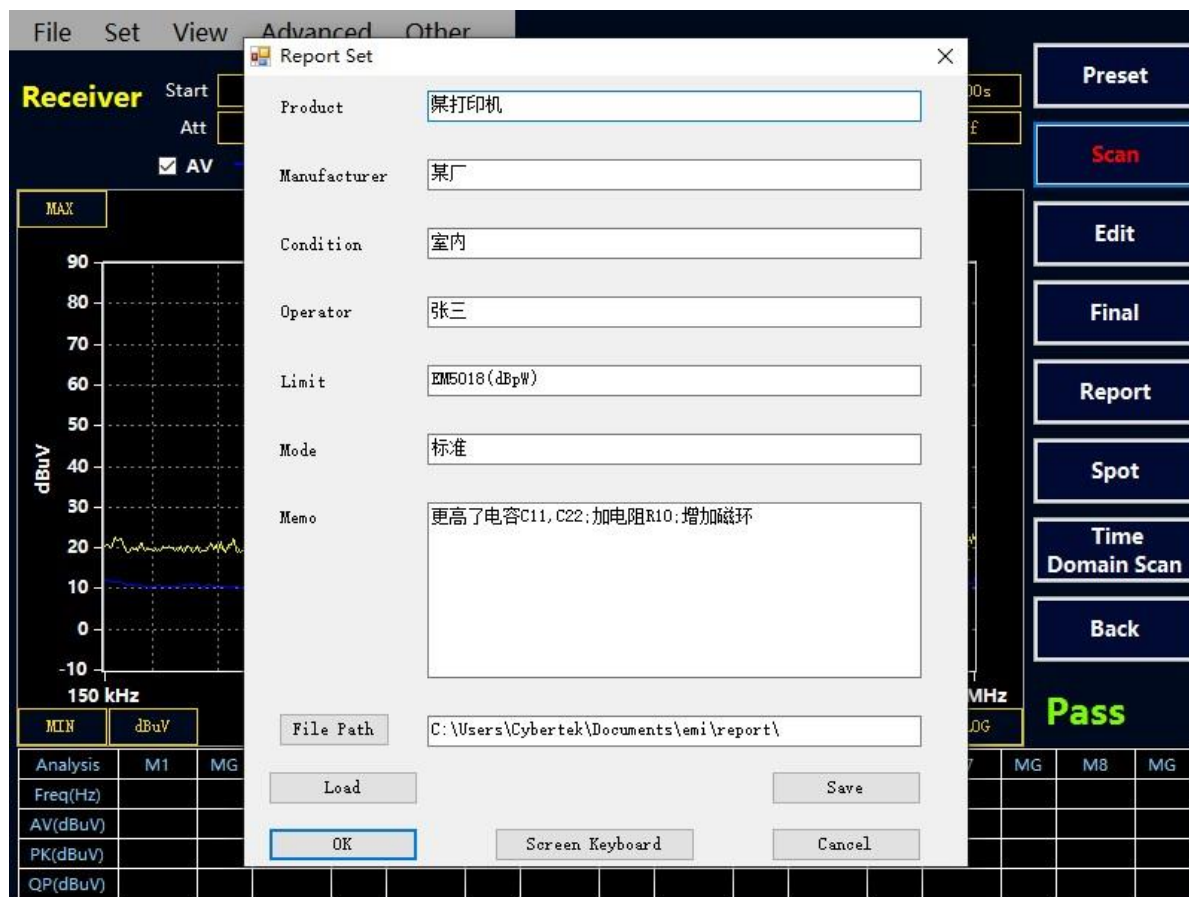 File Set View Advanced Other
Report Set
Receiver
Start
00s
Att
AV
Product 某打印机
Manufacturer 某厂
Condition 室内
Operator 张三
Limit EM5018(dBpW)
Mode 标准
Memo 更高了电容C11,C22;加电阻R10;增加磁环
File Path C:\Users\Cybertek\Documents\emi\report\
Load Save
OK Screen Keyboard Cancel
MAX
90
80
70
60
50
40
30
20
10
0
-10
dBuV
150 kHz
MHz
MIN dBuV
OG
Preset
Scan
Edit
Final
Report
Spot
Time
Domain Scan
Back
Pass
Analysis M1 MG MG M8 MG
Freq(Hz)
AV(dBuV)
PK(dBuV)
QP(dBuV)